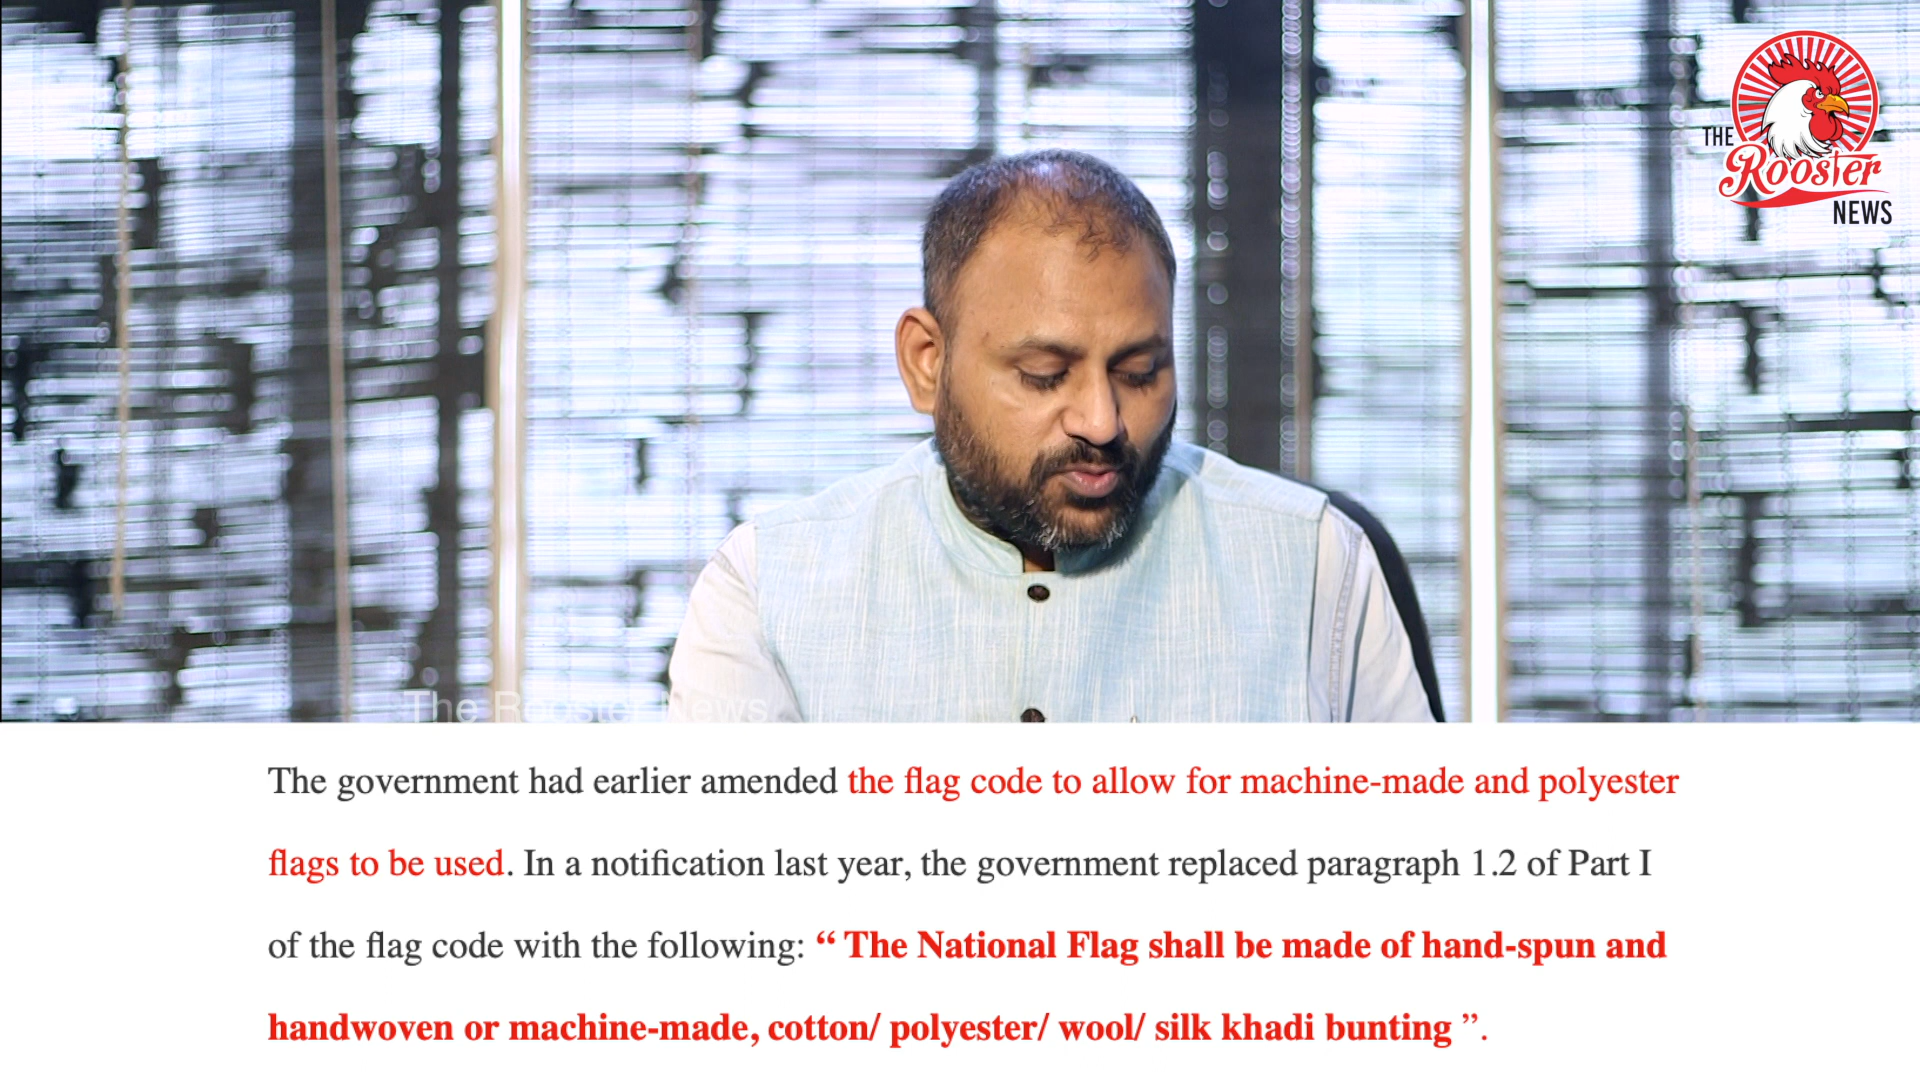 THE
Rooster
NEWS
The Rooster News
The government had earlier amended the flag code to allow for machine-made and polyester
flags to be used. In a notification last year, the government replaced paragraph 1.2 of Part I
of the flag code with the following: “ The National Flag shall be made of hand-spun and
handwoven or machine-made, cotton/ polyester/ wool/ silk khadi bunting ”.